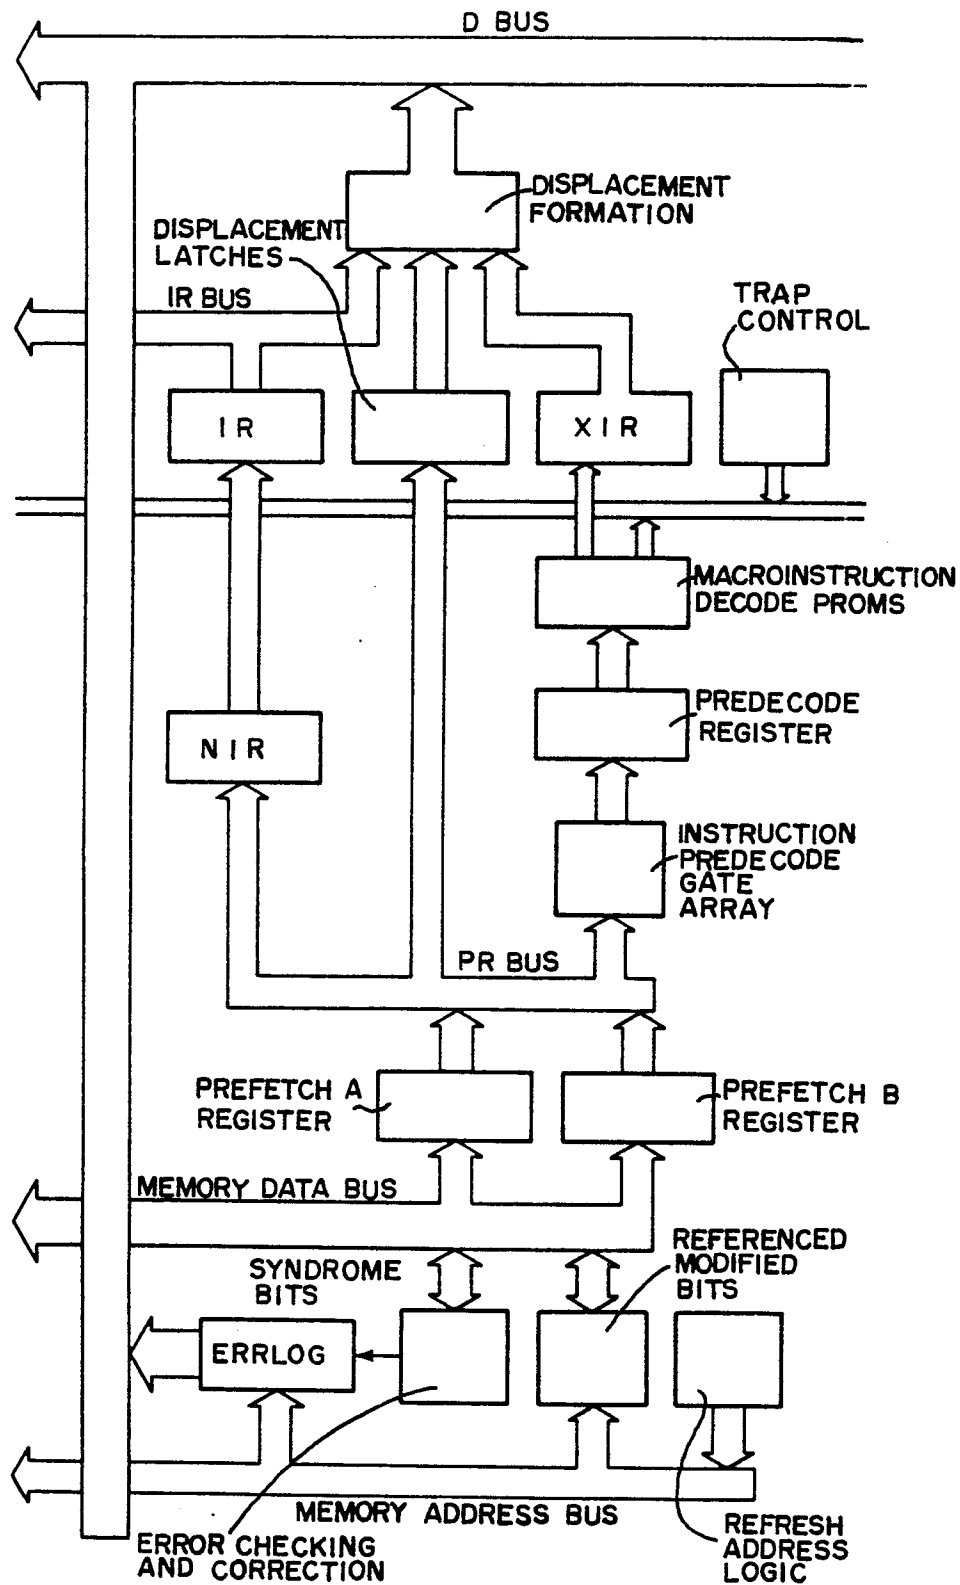 D BUS
DISPLACEMENT
FORMATION
DISPLACEMENT
LATCHES
IR BUS
TRAP
CONTROL
IR
XIR
MACROINSTRUCTION
DECODE PROMS
PREDECODE
REGISTER
NIR
INSTRUCTION
PREDECODE
GATE
ARRAY
PR BUS
PREFETCH A
REGISTER
PREFETCH B
REGISTER
MEMORY DATA BUS
REFERENCED
MODIFIED
BITS
SYNDROME
BITS
ERRLOG
MEMORY ADDRESS BUS
ERROR CHECKING
AND CORRECTION
REFRESH
ADDRESS
LOGIC